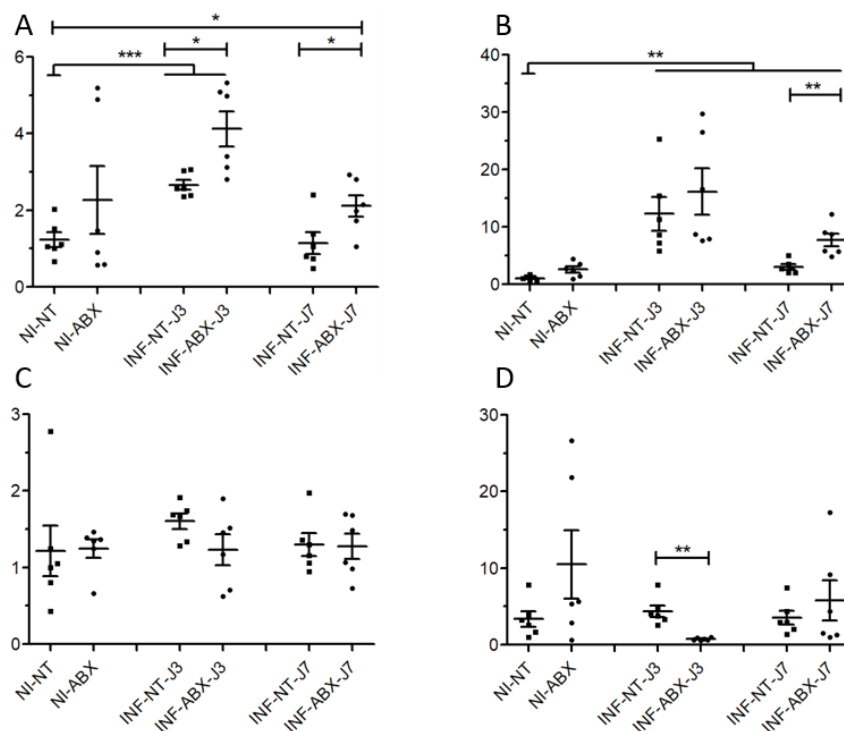 A
*
***
*
*
6
4
2
0
NI-NT
NI-ABX
INF-NT-J3
INF-ABX-J3
INF-NT-J7
INF-ABX-J7
B
**
**
40
30
20
10
0
NI-NT
NI-ABX
INF-NT-J3
INF-ABX-J3
INF-NT-J7
INF-ABX-J7
C
3
2
1
0
NI-NT
NI-ABX
INF-NT-J3
INF-ABX-J3
INF-NT-J7
INF-ABX-J7
D
**
30
20
10
5
0
NI-NT
NI-ABX
INF-NT-J3
INF-ABX-J3
INF-NT-J7
INF-ABX-J7